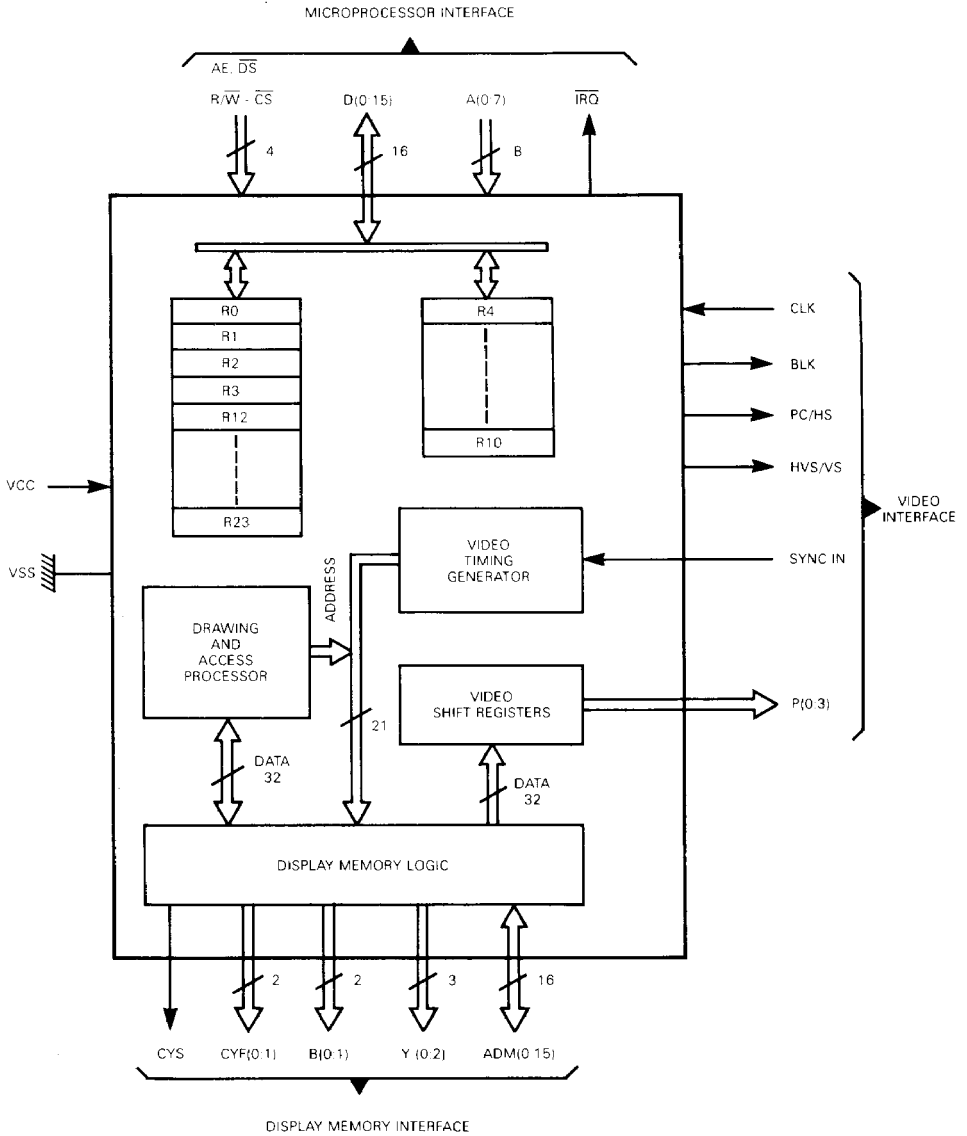 MICROPROCESSOR INTERFACE
AE, D̅S̅
R/W̅ - C̅S̅
D(0:15)
A(0:7)
I̅R̅Q̅
4
16
8
R0
R1
R2
R3
R12
R23
R4
R10
CLK
BLK
PC/HS
HVS/VS
VIDEO
INTERFACE
SYNC IN
P(0:3)
VCC
VSS
VIDEO
TIMING
GENERATOR
ADDRESS
DRAWING
AND
ACCESS
PROCESSOR
VIDEO
SHIFT REGISTERS
21
DATA
32
DATA
32
DISPLAY MEMORY LOGIC
2
2
3
16
CYS
CYF(0:1)
B(0:1)
Y (0:2)
ADM(0:15)
DISPLAY MEMORY INTERFACE